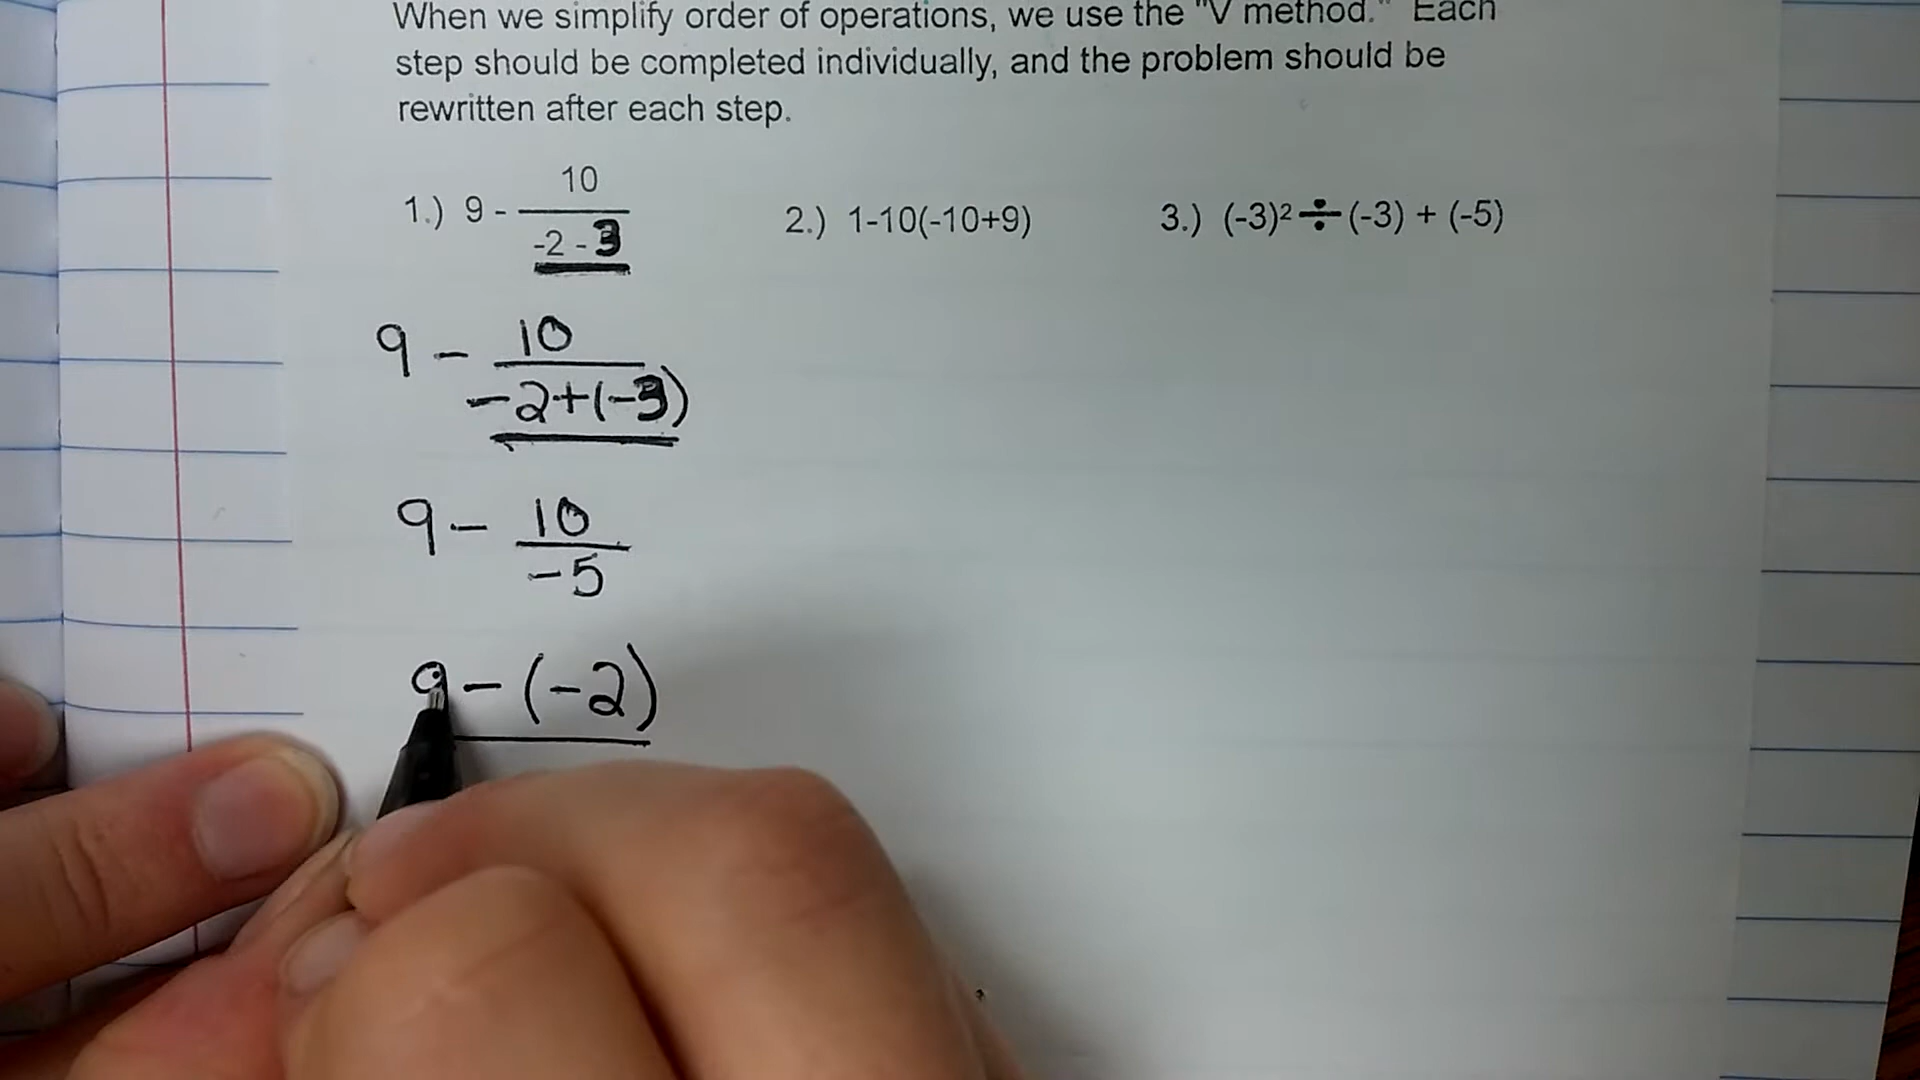 When we simplify order of operations, we use the "V method." Each
step should be completed individually, and the problem should be
rewritten after each step.
1.) 9 - 10/(-2 - 3)
2.) 1-10(-10+9)
3.) (-3)² ÷ (-3) + (-5)
9 - 10/(-2+(-3))
9 - 10/-5
9 - (-2)